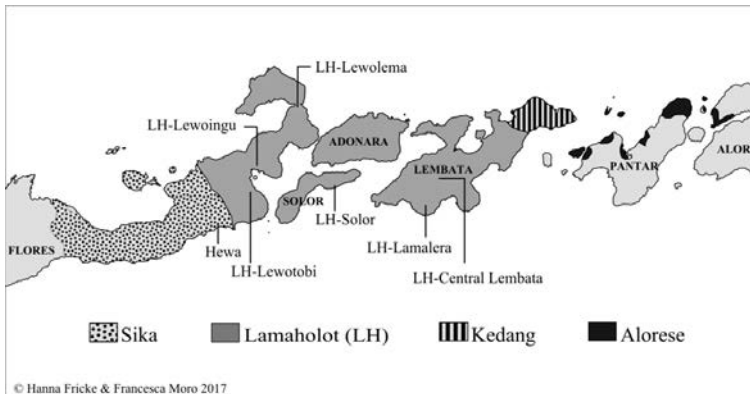 LH-Lewolema
LH-Lewoingu
ADONARA
LEMBATA
PANTAR
ALOR
SOLOR
LH-Solor
FLORES
Hewa
LH-Lewotobi
LH-Lamalera
LH-Central Lembata
Sika
Lamaholot (LH)
Kedang
Alorese
© Hanna Fricke & Francesca Moro 2017